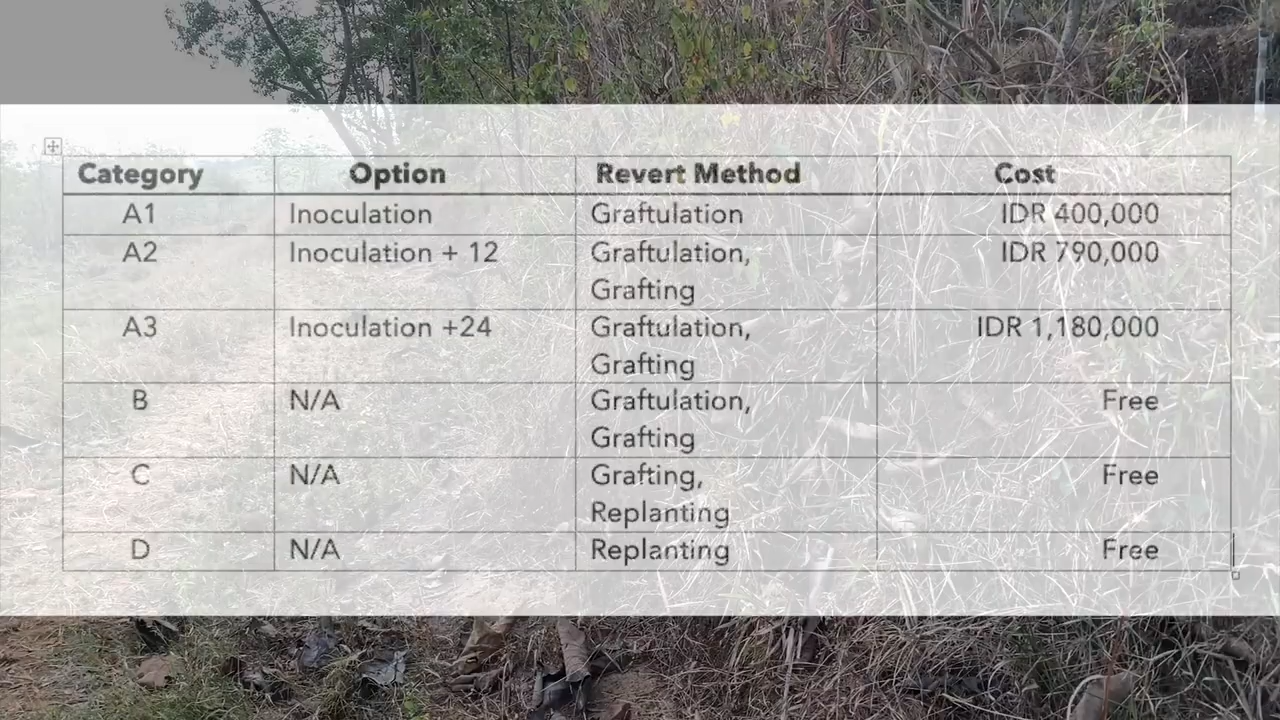 Category Option Revert Method Cost
A1 Inoculation Graftulation IDR 400,000
A2 Inoculation + 12 Graftulation, IDR 790,000
Grafting
A3 Inoculation +24 Graftulation, IDR 1,180,000
Grafting
B N/A Graftulation, Free
Grafting
C N/A Grafting, Free
Replanting
D N/A Replanting Free